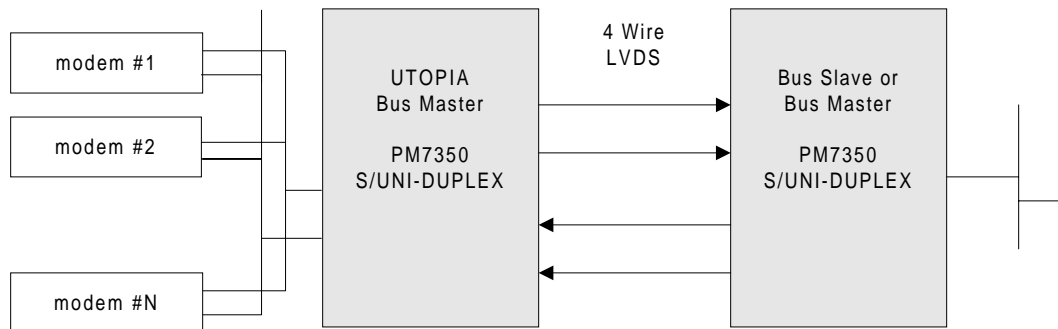 modem #1
modem #2
modem #N
UTOPIA
Bus Master
PM7350
S/UNI-DUPLEX
4 Wire
LVDS
Bus Slave or
Bus Master
PM7350
S/UNI-DUPLEX